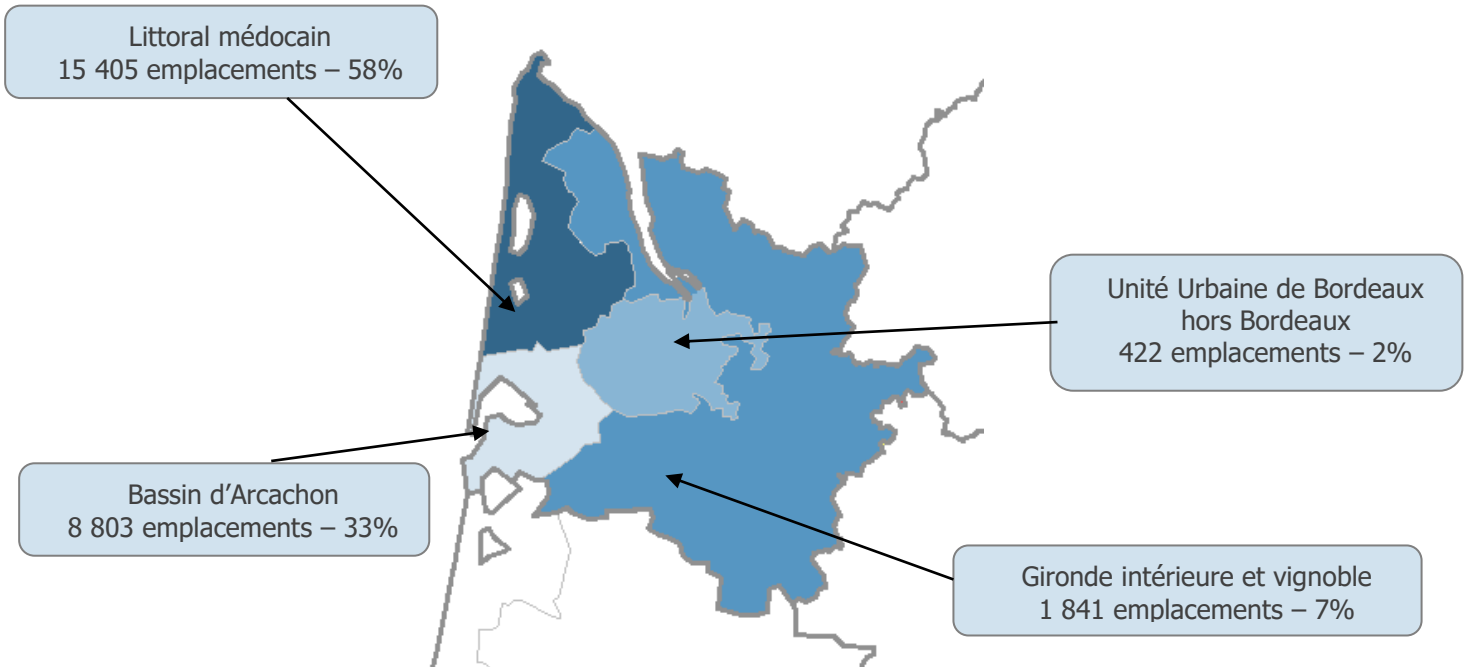 Littoral médocain
15 405 emplacements – 58%
Unité Urbaine de Bordeaux
hors Bordeaux
422 emplacements – 2%
Bassin d’Arcachon
8 803 emplacements – 33%
Gironde intérieure et vignoble
1 841 emplacements – 7%